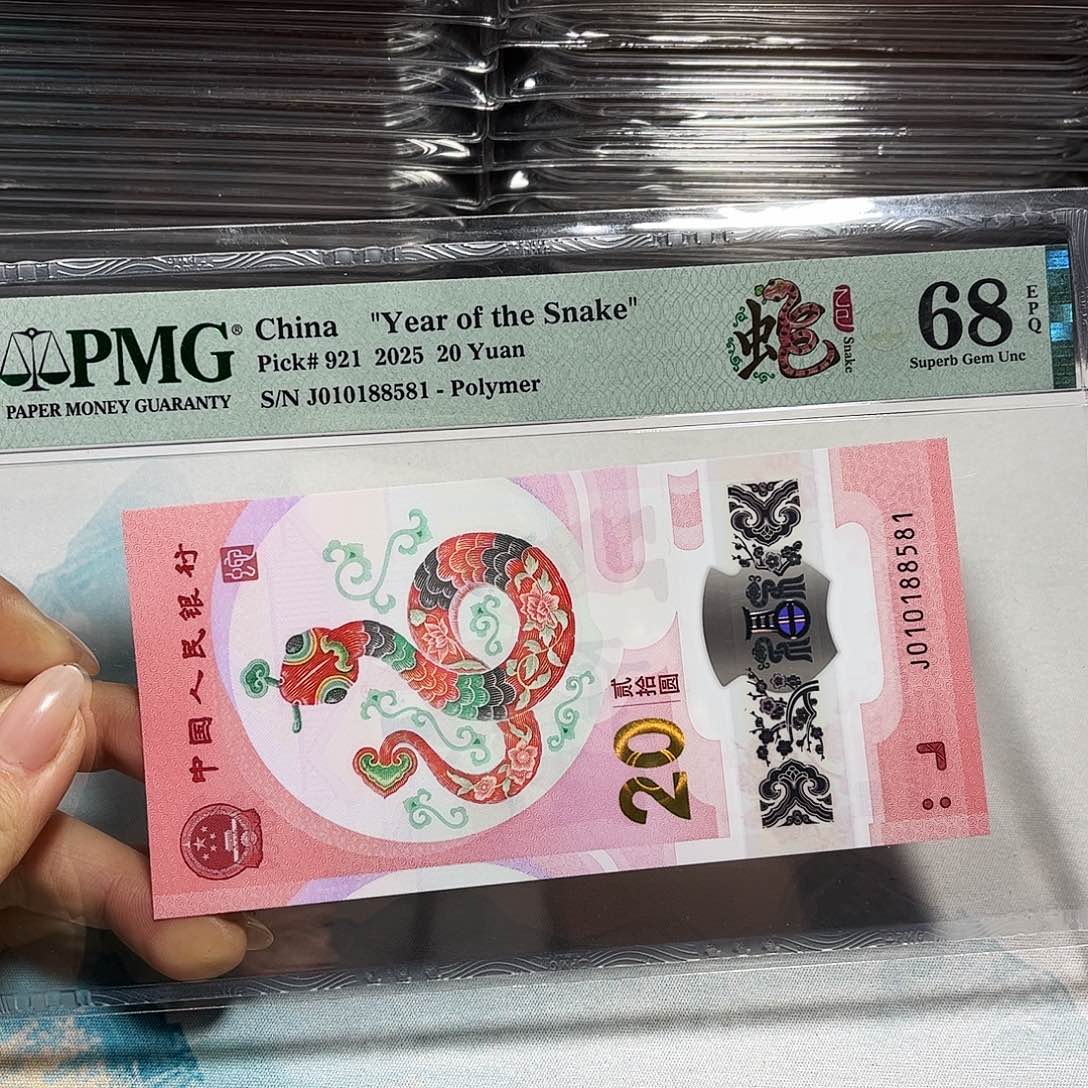 PMG®
PAPER MONEY GUARANTY
China "Year of the Snake"
Pick# 921 2025 20 Yuan
S/N J010188581 - Polymer
蛇
Snake
68
EPQ
Superb Gem Unc
中国人民银行
贰拾圆
20
福
J010188581